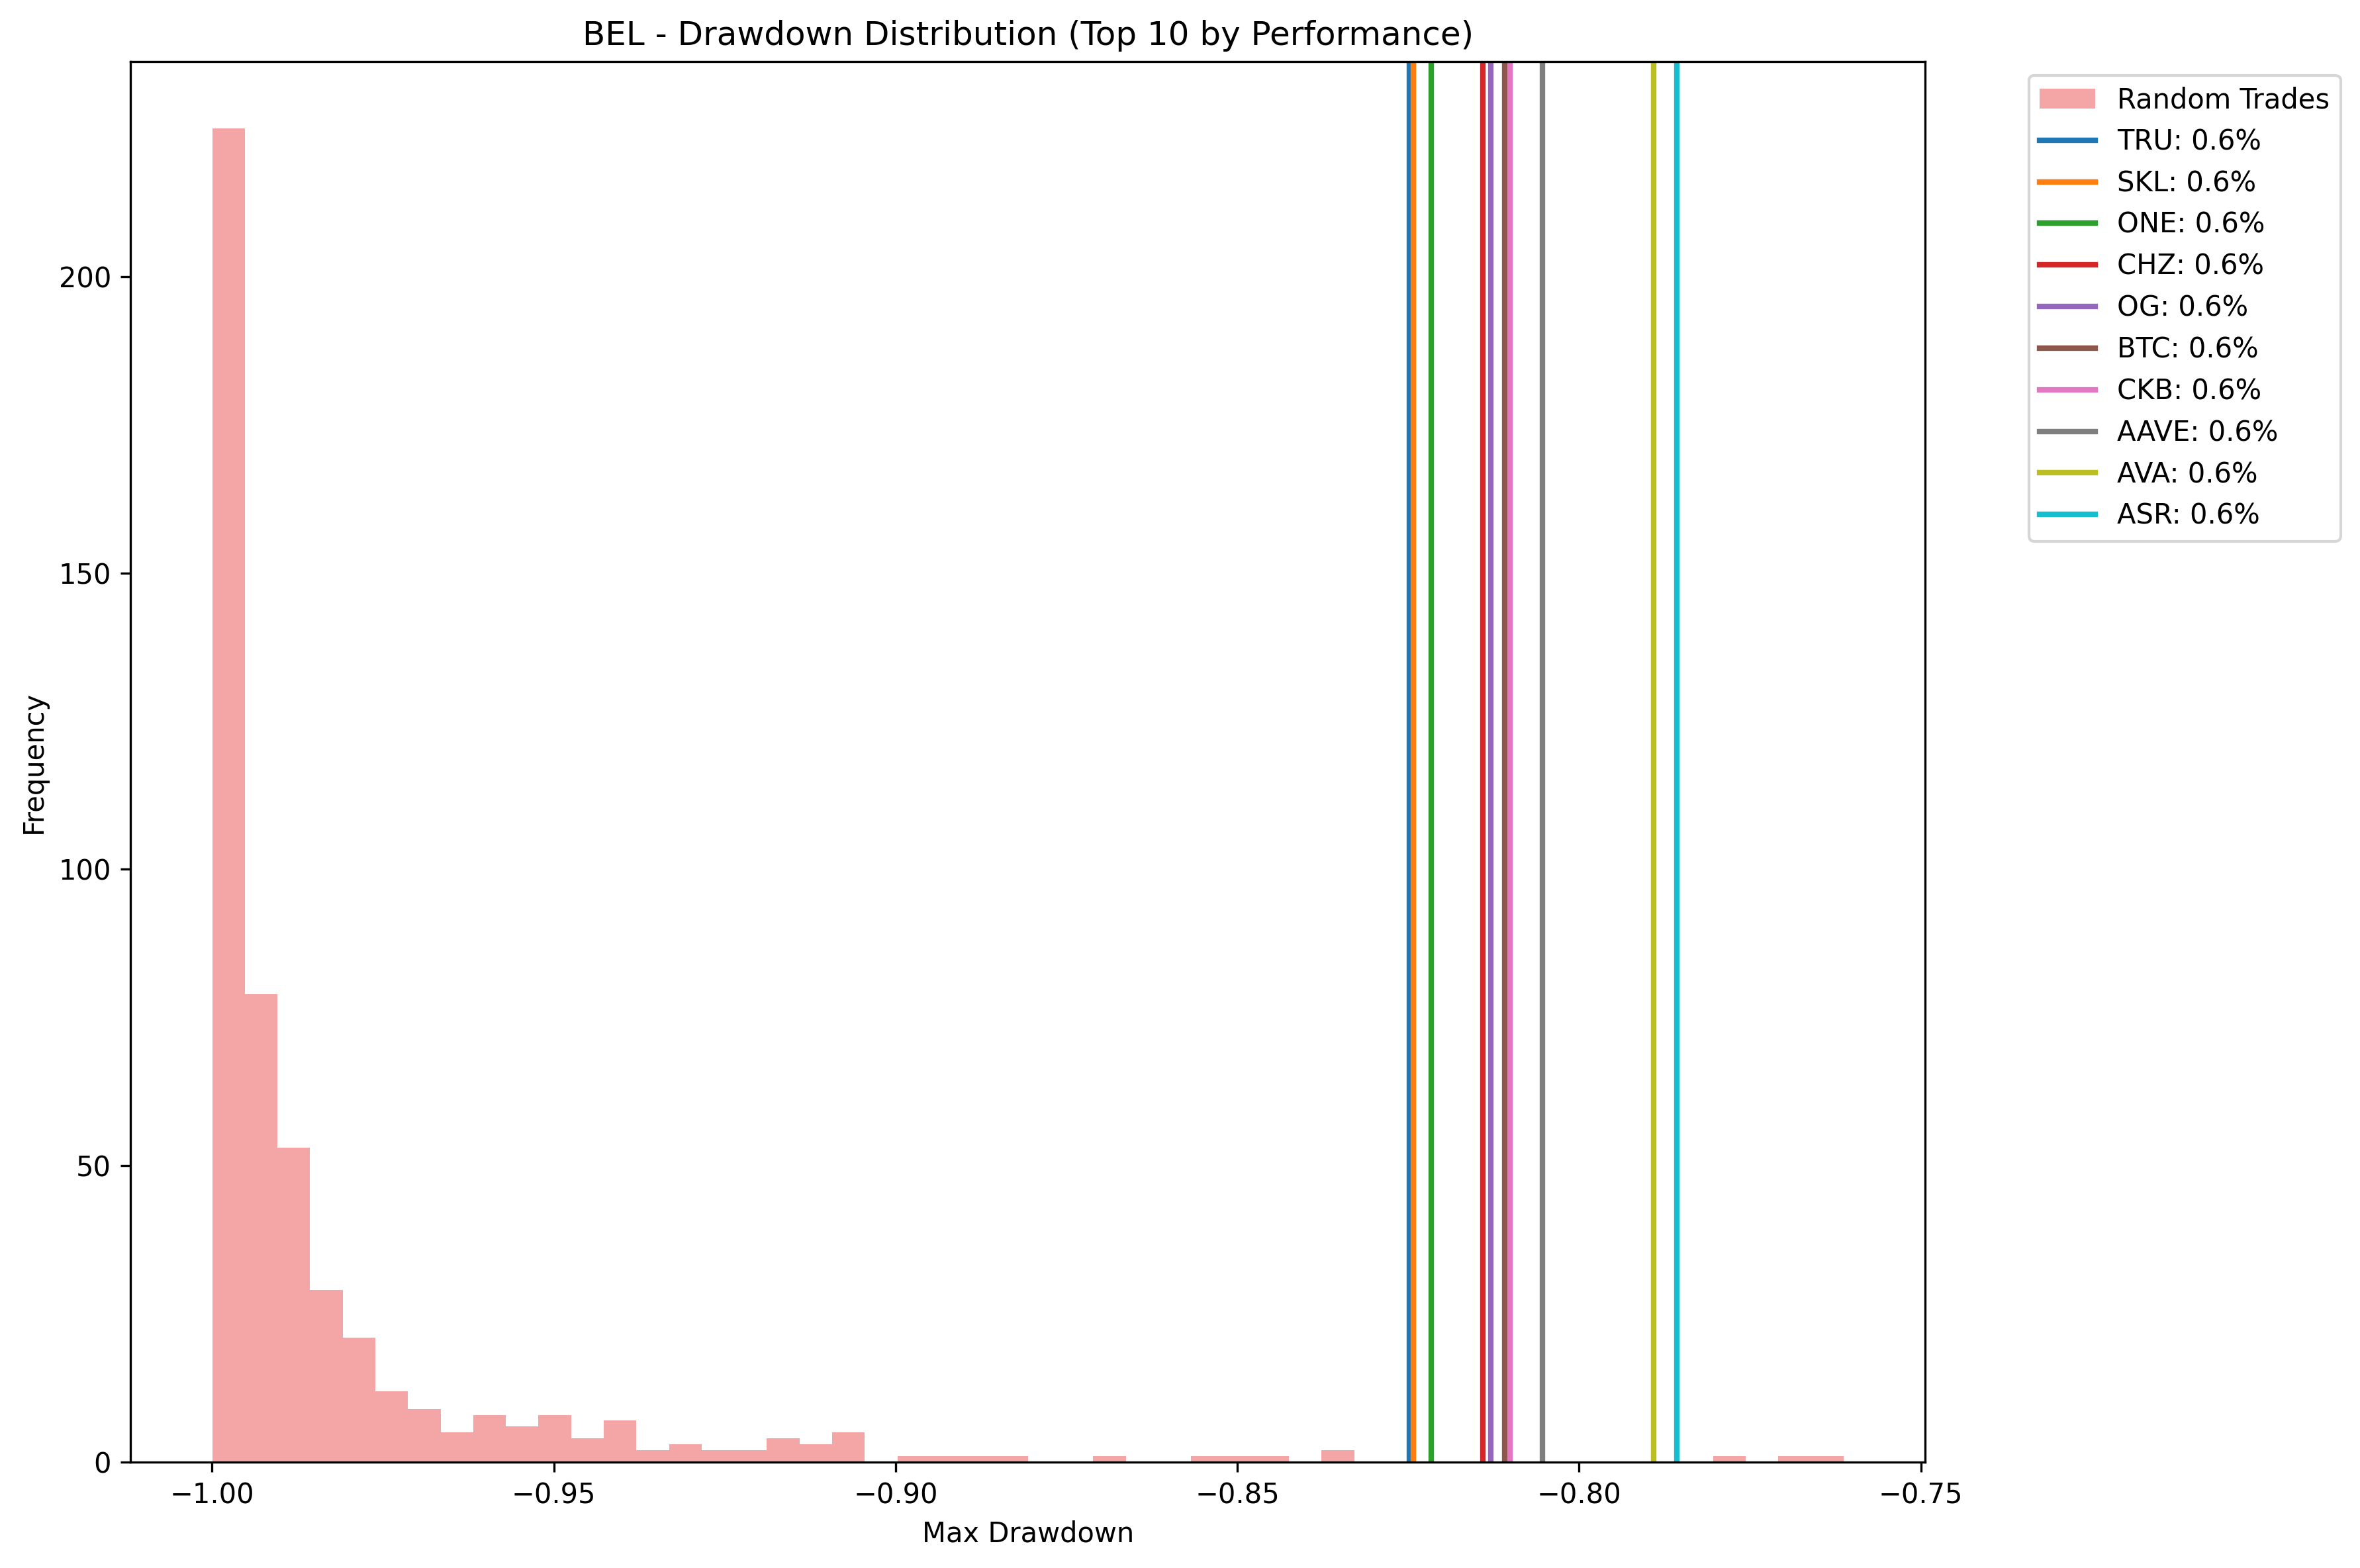 BEL - Drawdown Distribution (Top 10 by Performance)
Random Trades
TRU: 0.6%
SKL: 0.6%
ONE: 0.6%
CHZ: 0.6%
OG: 0.6%
BTC: 0.6%
CKB: 0.6%
AAVE: 0.6%
AVA: 0.6%
ASR: 0.6%
Frequency
200
150
100
50
0
−1.00 −0.95 −0.90 −0.85 −0.80 −0.75
Max Drawdown